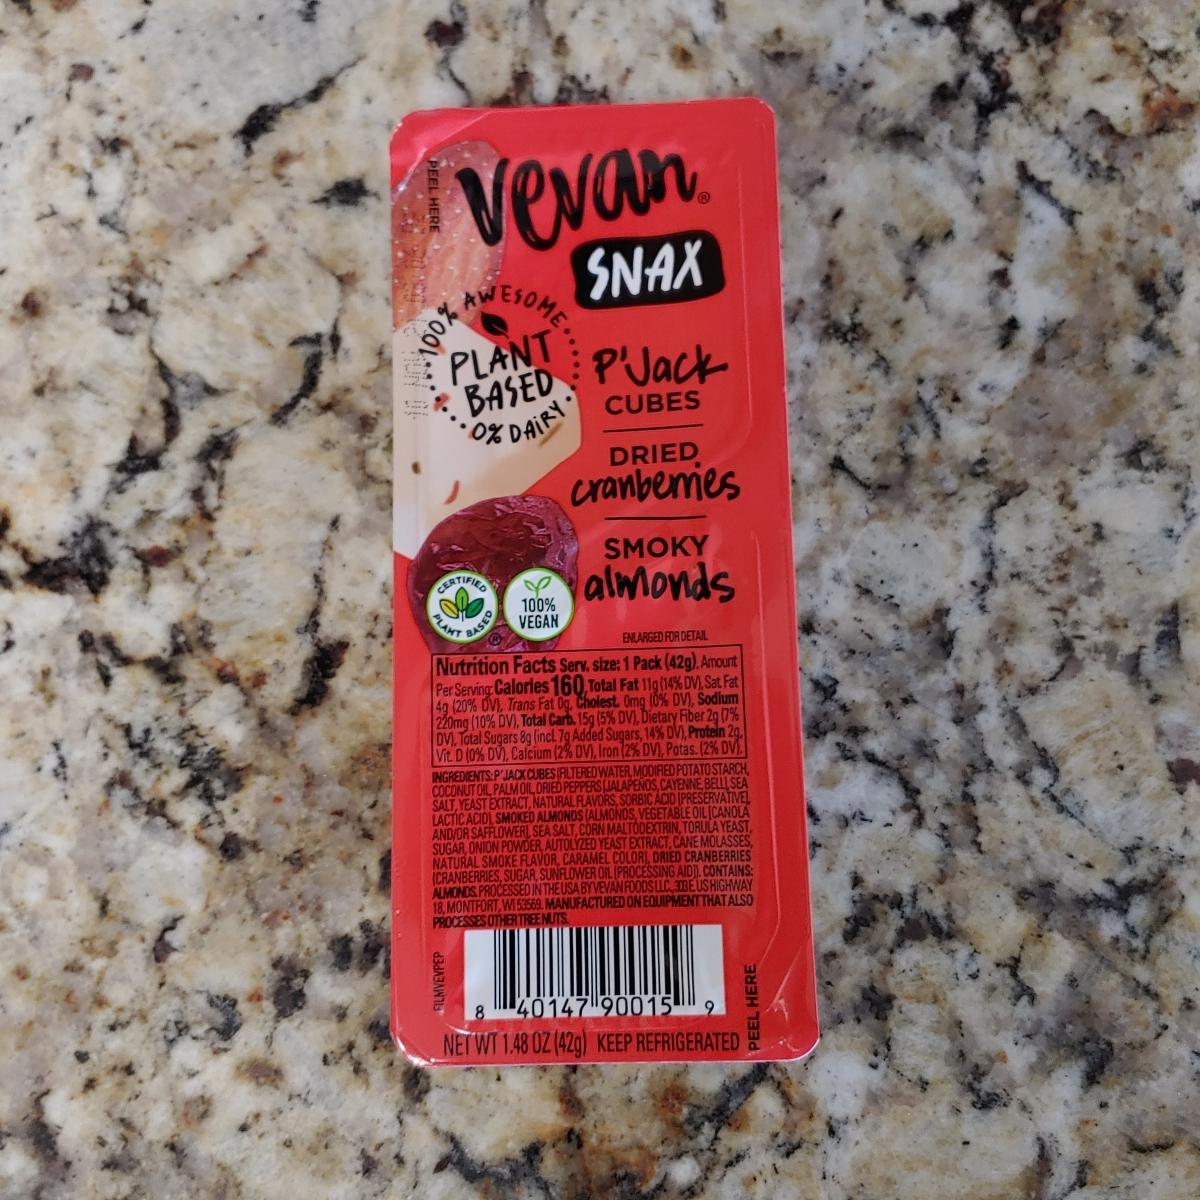 PEEL HERE
vevan®
SNAX
100% AWESOME
PLANT
BASED
0% DAIRY
P'Jack
CUBES
DRIED
cranberries
SMOKY
almonds
CERTIFIED
PLANT BASED
®
100%
VEGAN
ENLARGED FOR DETAIL
Nutrition Facts Serv. size: 1 Pack (42g), Amount
Per Serving: Calories 160, Total Fat 11g (14% DV), Sat. Fat
4g (20% DV), Trans Fat 0g, Cholest. 0mg (0% DV), Sodium
220mg (10% DV), Total Carb. 15g (5% DV), Dietary Fiber 2g (7%
DV), Total Sugars 8g (incl. 7g Added Sugars, 14% DV), Protein 2g,
Vit. D (0% DV), Calcium (2% DV), Iron (2% DV), Potas. (2% DV).
INGREDIENTS: P'JACK CUBES (FILTERED WATER, MODIFIED POTATO STARCH,
COCONUT OIL, PALM OIL, DRIED PEPPERS [JALAPEÑOS, CAYENNE, BELL], SEA
SALT, YEAST EXTRACT, NATURAL FLAVORS, SORBIC ACID [PRESERVATIVE],
LACTIC ACID), SMOKED ALMONDS (ALMONDS, VEGETABLE OIL [CANOLA
AND/OR SAFFLOWER], SEA SALT, CORN MALTODEXTRIN, TORULA YEAST,
SUGAR, ONION POWDER, AUTOLYZED YEAST EXTRACT, CANE MOLASSES,
NATURAL SMOKE FLAVOR, CARAMEL COLOR), DRIED CRANBERRIES
(CRANBERRIES, SUGAR, SUNFLOWER OIL [PROCESSING AID]). CONTAINS:
ALMONDS. PROCESSED IN THE USA BY VEVAN FOODS LLC., 303 E. US HIGHWAY
18, MONTFORT, WI 53569. MANUFACTURED ON EQUIPMENT THAT ALSO
PROCESSES OTHER TREE NUTS.
FILMVEVPEP
8 40147 90015 9
PEEL HERE
NET WT 1.48 OZ (42g) KEEP REFRIGERATED